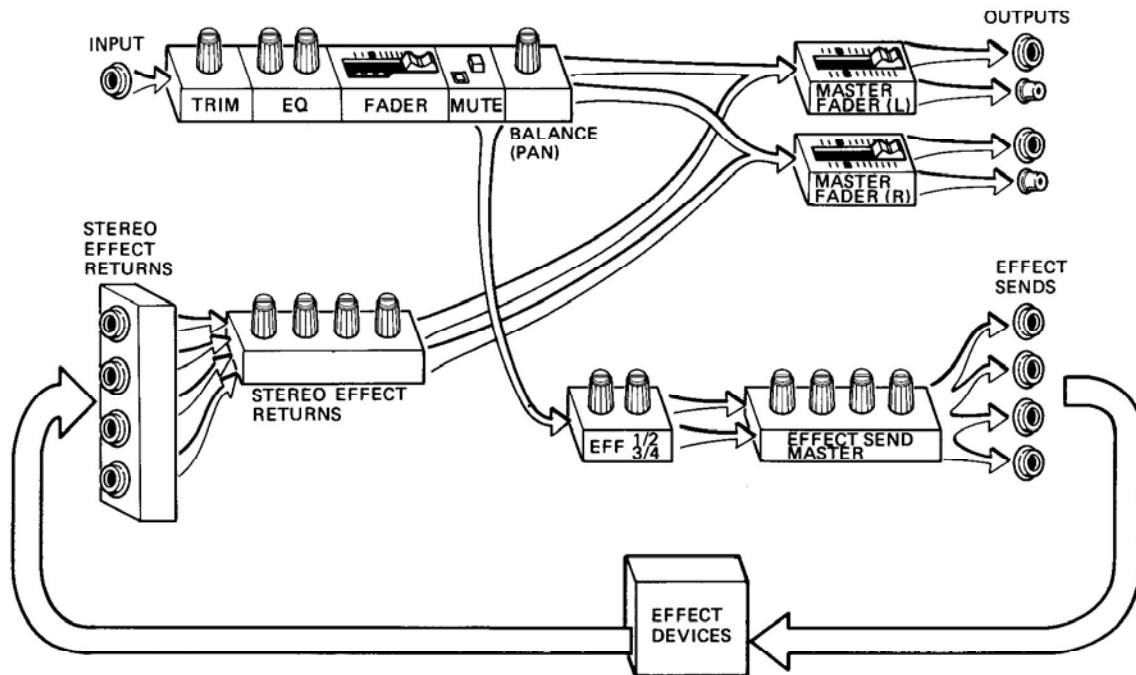 OUTPUTS
INPUT
TRIM
EQ
FADER
MUTE
BALANCE
(PAN)
MASTER
FADER (L)
MASTER
FADER (R)
STEREO
EFFECT
RETURNS
STEREO EFFECT
RETURNS
EFFECT
SENDS
EFF 1/2
3/4
EFFECT SEND
MASTER
EFFECT
DEVICES